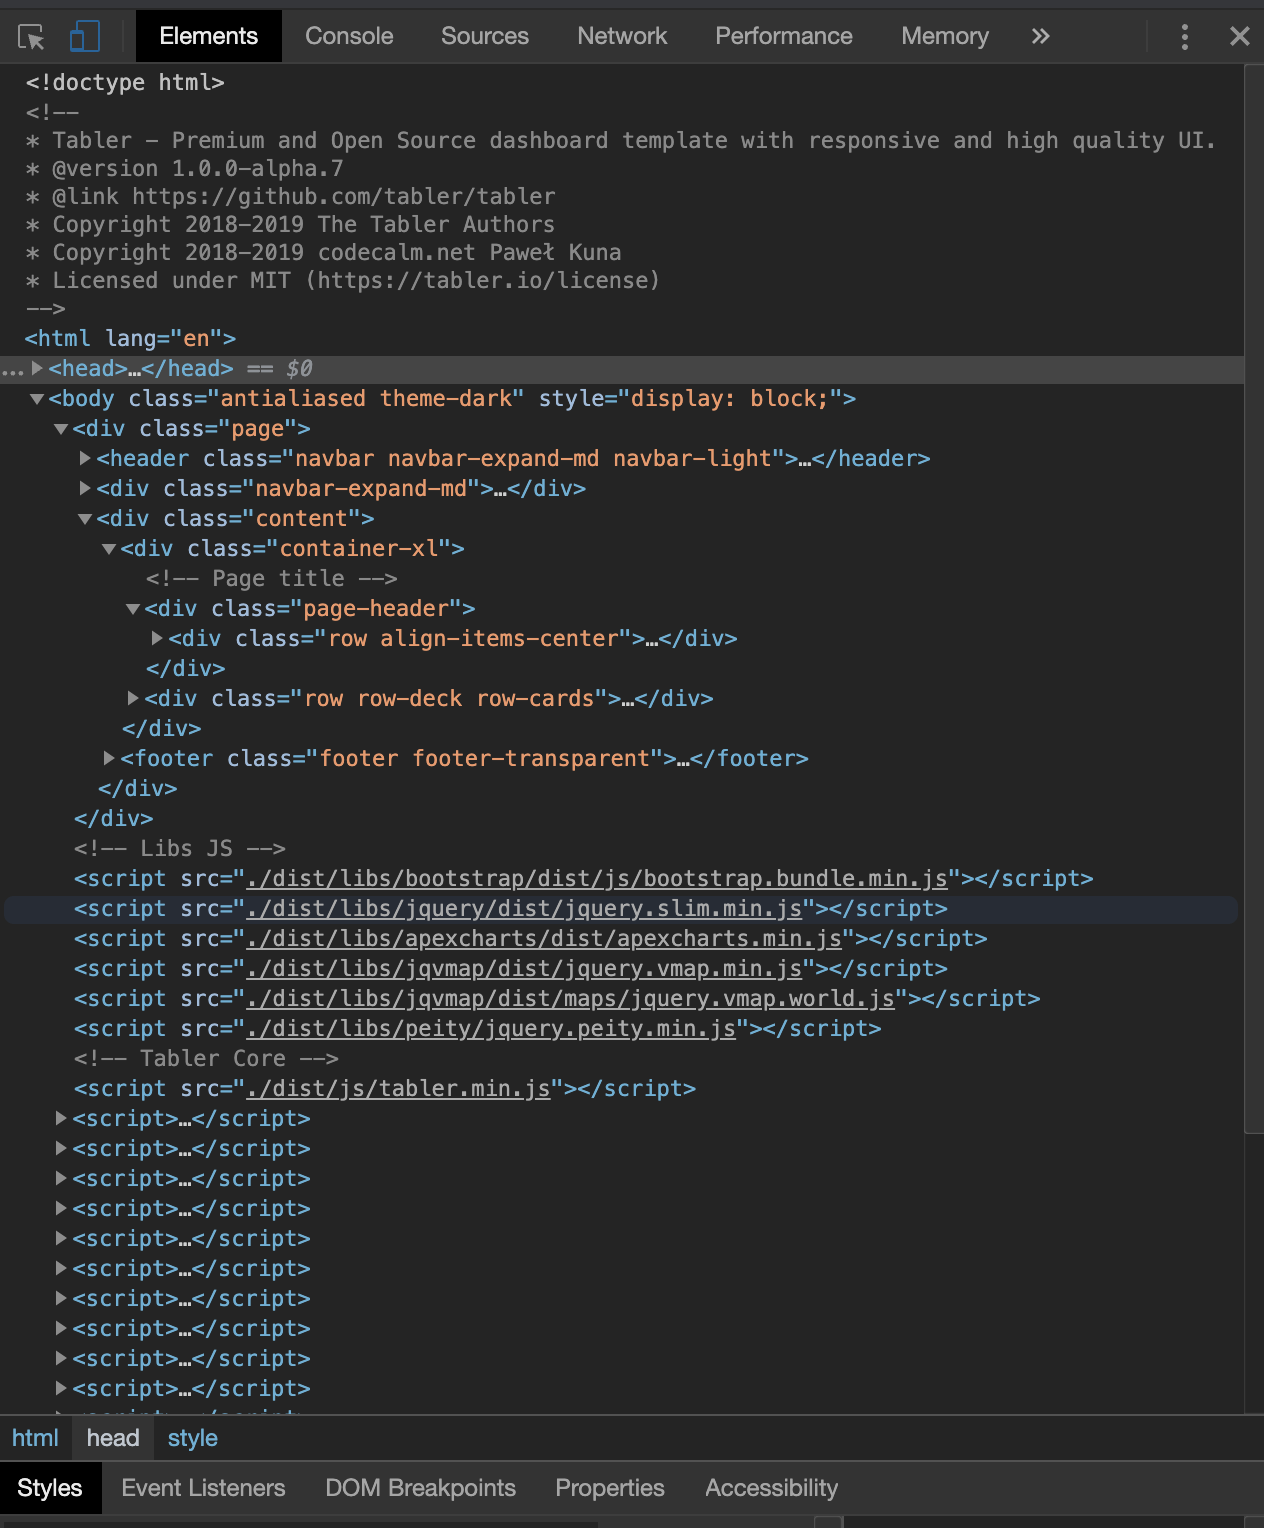 Elements Console Sources Network Performance Memory »
<!doctype html>
<!--
* Tabler - Premium and Open Source dashboard template with responsive and high quality UI.
* @version 1.0.0-alpha.7
* @link https://github.com/tabler/tabler
* Copyright 2018-2019 The Tabler Authors
* Copyright 2018-2019 codecalm.net Paweł Kuna
* Licensed under MIT (https://tabler.io/license)
-->
<html lang="en">
…<head>…</head> == $0
<body class="antialiased theme-dark" style="display: block;">
<div class="page">
<header class="navbar navbar-expand-md navbar-light">…</header>
<div class="navbar-expand-md">…</div>
<div class="content">
<div class="container-xl">
<!-- Page title -->
<div class="page-header">
<div class="row align-items-center">…</div>
</div>
<div class="row row-deck row-cards">…</div>
</div>
<footer class="footer footer-transparent">…</footer>
</div>
</div>
<!-- Libs JS -->
<script src="./dist/libs/bootstrap/dist/js/bootstrap.bundle.min.js"></script>
<script src="./dist/libs/jquery/dist/jquery.slim.min.js"></script>
<script src="./dist/libs/apexcharts/dist/apexcharts.min.js"></script>
<script src="./dist/libs/jqvmap/dist/jquery.vmap.min.js"></script>
<script src="./dist/libs/jqvmap/dist/maps/jquery.vmap.world.js"></script>
<script src="./dist/libs/peity/jquery.peity.min.js"></script>
<!-- Tabler Core -->
<script src="./dist/js/tabler.min.js"></script>
<script>…</script>
<script>…</script>
<script>…</script>
<script>…</script>
<script>…</script>
<script>…</script>
<script>…</script>
<script>…</script>
<script>…</script>
<script>…</script>
html head style
Styles Event Listeners DOM Breakpoints Properties Accessibility